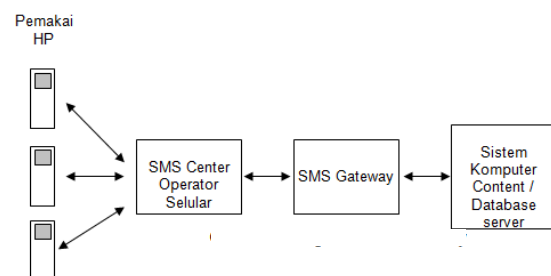 Pemakai
HP
SMS Center
Operator
Selular
SMS Gateway
Sistem
Komputer
Content /
Database
server